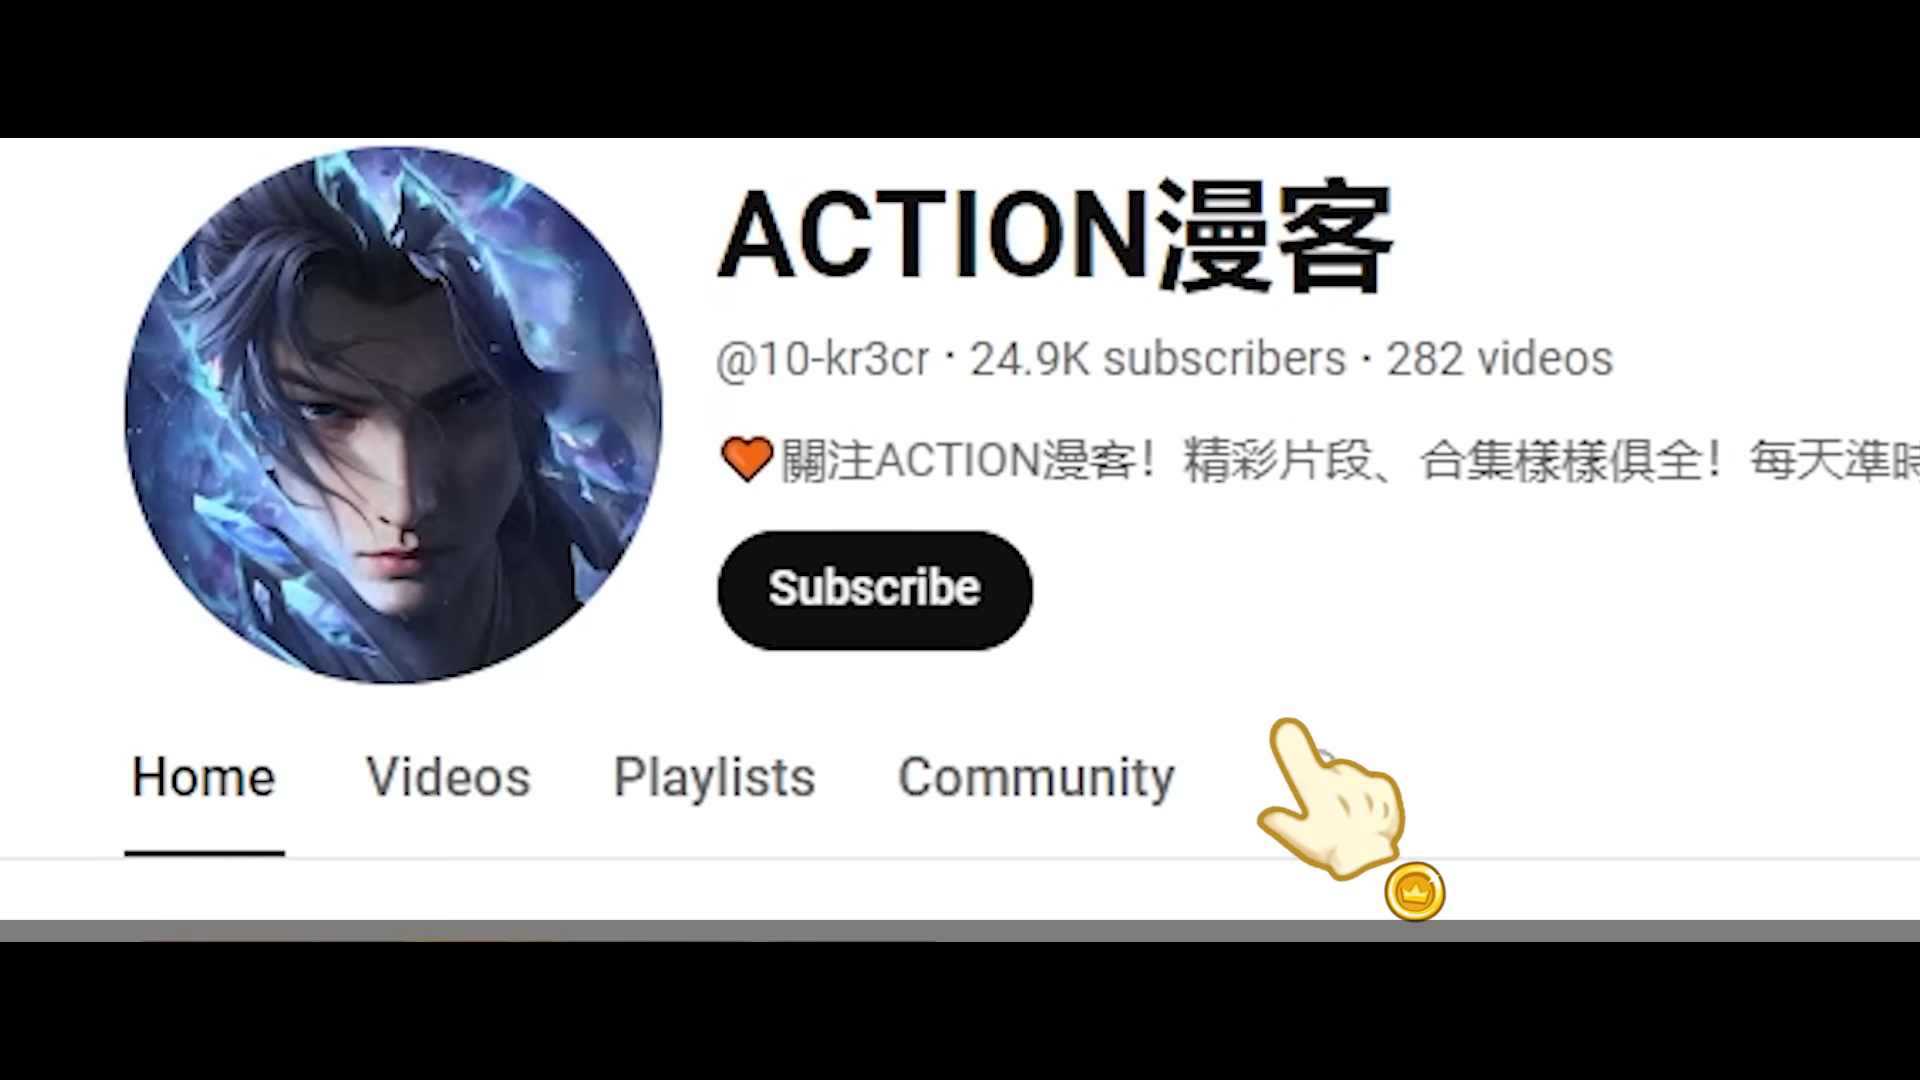 ACTION漫客
@10-kr3cr · 24.9K subscribers · 282 videos
🧡關注ACTION漫客！精彩片段、合集樣樣俱全！每天準時
Subscribe
Home Videos Playlists Community